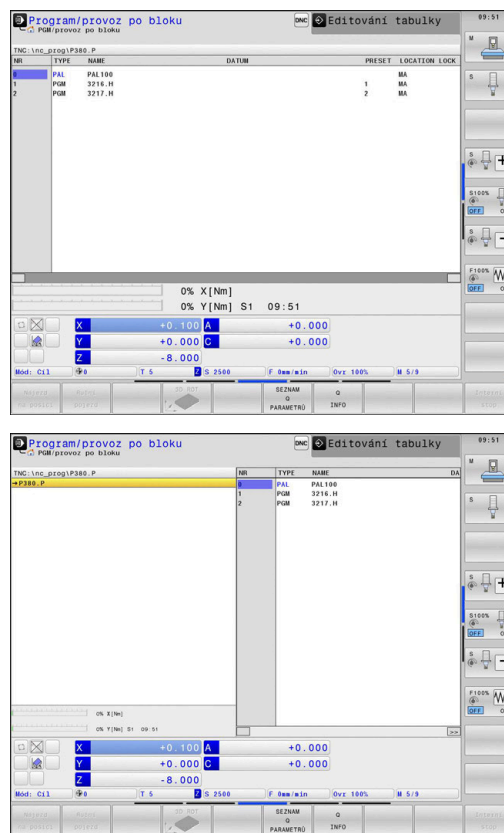 Program/provoz po bloku
DNC
Editování tabulky
09:51
PGM/provoz po bloku
M
TNC:\nc_prog\P380.P
NR TYPE NAME DATUM PRESET LOCATION LOCK
0 PAL PAL100 MA
1 PGM 3216.H 1 MA
2 PGM 3217.H 2 MA
S
S
S100%
OFF
S
F100%
OFF
0% X[Nm]
0% Y[Nm] S1 09:51
X +0.100 A +0.000
Y +0.000 C +0.000
Z -8.000
Mód: Cíl 0 T 5 Z S 2500 F 0mm/min Ovr 100% M 5/9
3D ROT
SEZNAM
Q
PARAMETRŮ
Q
INFO
Program/provoz po bloku
DNC
Editování tabulky
09:51
PGM/provoz po bloku
M
TNC:\nc_prog\P380.P
→P380.P
NR TYPE NAME DA
0 PAL PAL100
1 PGM 3216.H
2 PGM 3217.H
S
S
S100%
OFF
S
F100%
OFF
0% X[Nm]
0% Y[Nm] S1 09:51
>>
X +0.100 A +0.000
Y +0.000 C +0.000
Z -8.000
Mód: Cíl 0 T 5 Z S 2500 F 0mm/min Ovr 100% M 5/9
3D ROT
SEZNAM
Q
PARAMETRŮ
Q
INFO